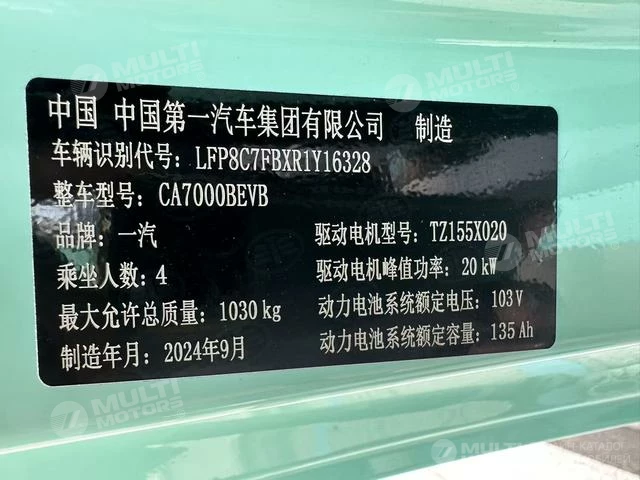 中国 中国第一汽车集团有限公司 制造
车辆识别代号: LFP8C7FBXR1Y16328
整车型号: CA7000BEVB
品牌: 一汽 驱动电机型号: TZ155X020
乘坐人数: 4 驱动电机峰值功率: 20 kW
最大允许总质量: 1030 kg 动力电池系统额定电压: 103 V
制造年月: 2024年9月 动力电池系统额定容量: 135 Ah
MULTI MOTORS
MULTI MOTORS
MULTI MOTORS
MULTI MOTORS
MULTI